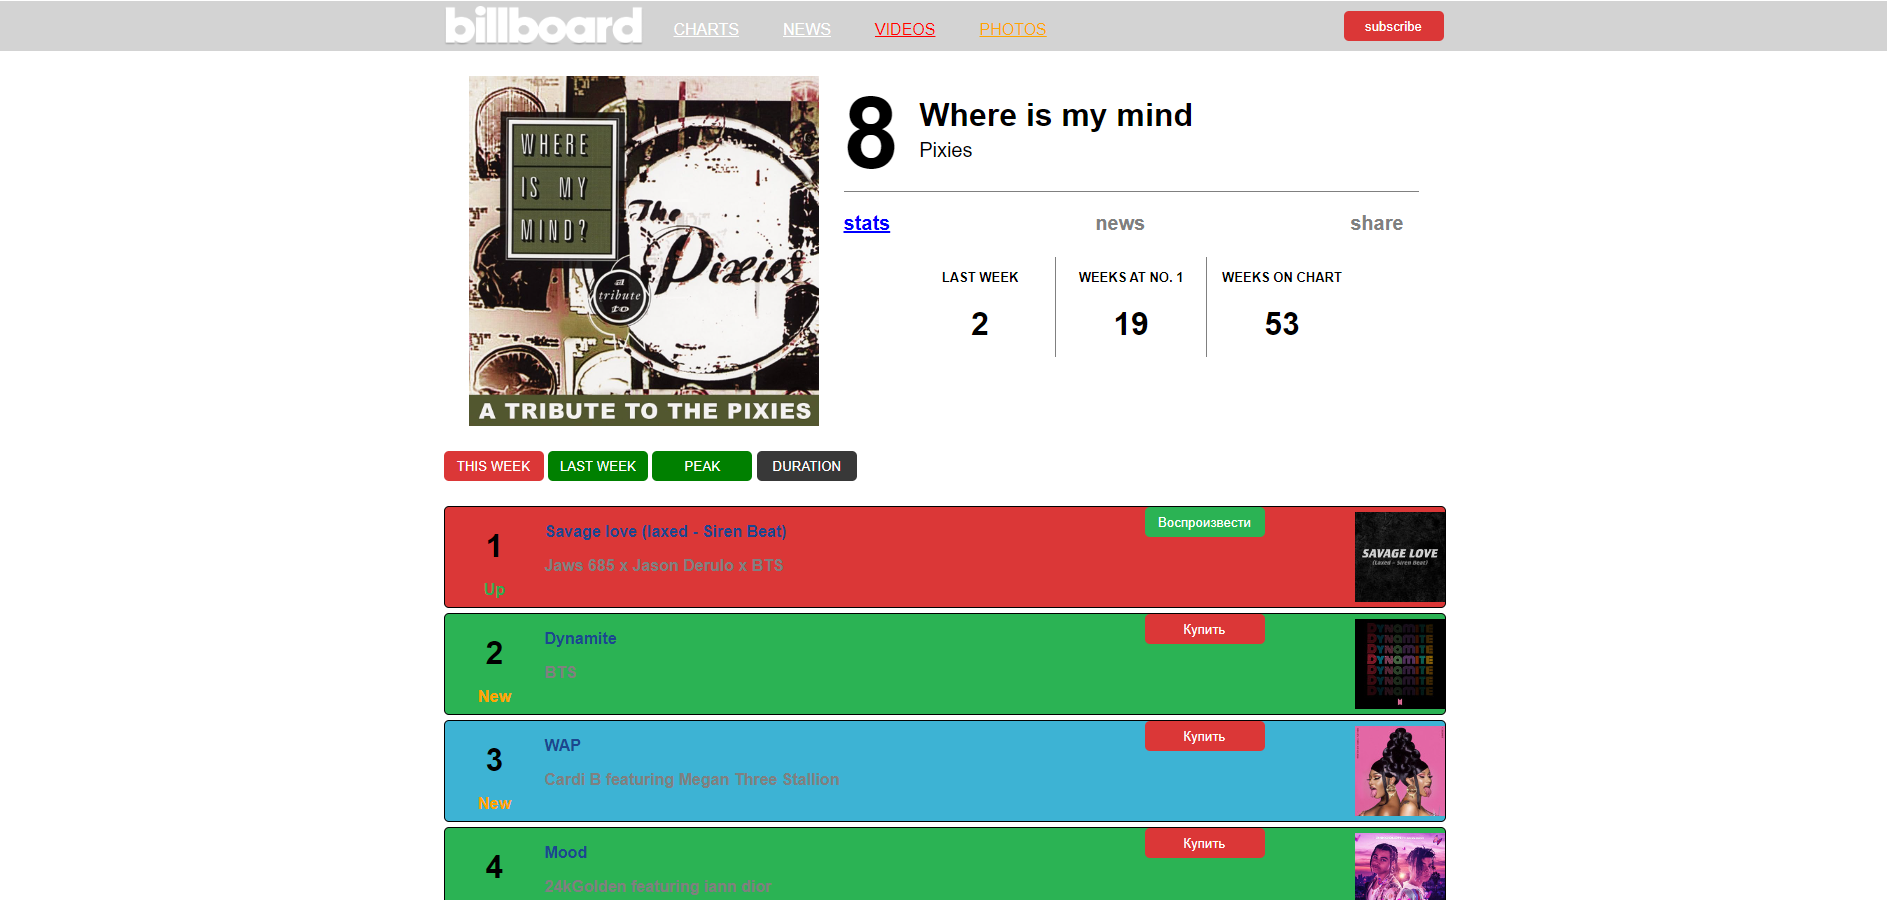 billboard
CHARTS NEWS VIDEOS PHOTOS
subscribe
WHERE
IS MY
MIND?
The
Pixies
a
tribute
to
A TRIBUTE TO THE PIXIES
8
Where is my mind
Pixies
stats news share
LAST WEEK WEEKS AT NO. 1 WEEKS ON CHART
2 19 53
THIS WEEK LAST WEEK PEAK DURATION
1
Up
Savage love (laxed - Siren Beat)
Jaws 685 x Jason Derulo x BTS
Воспроизвести
SAVAGE LOVE
(Laxed - Siren Beat)
2
New
Dynamite
BTS
Купить
DYNAMITE
DYNAMITE
DYNAMITE
DYNAMITE
DYNAMITE
DYNAMITE
3
New
WAP
Cardi B featuring Megan Three Stallion
Купить
4
Mood
24kGolden featuring iann dior
Купить